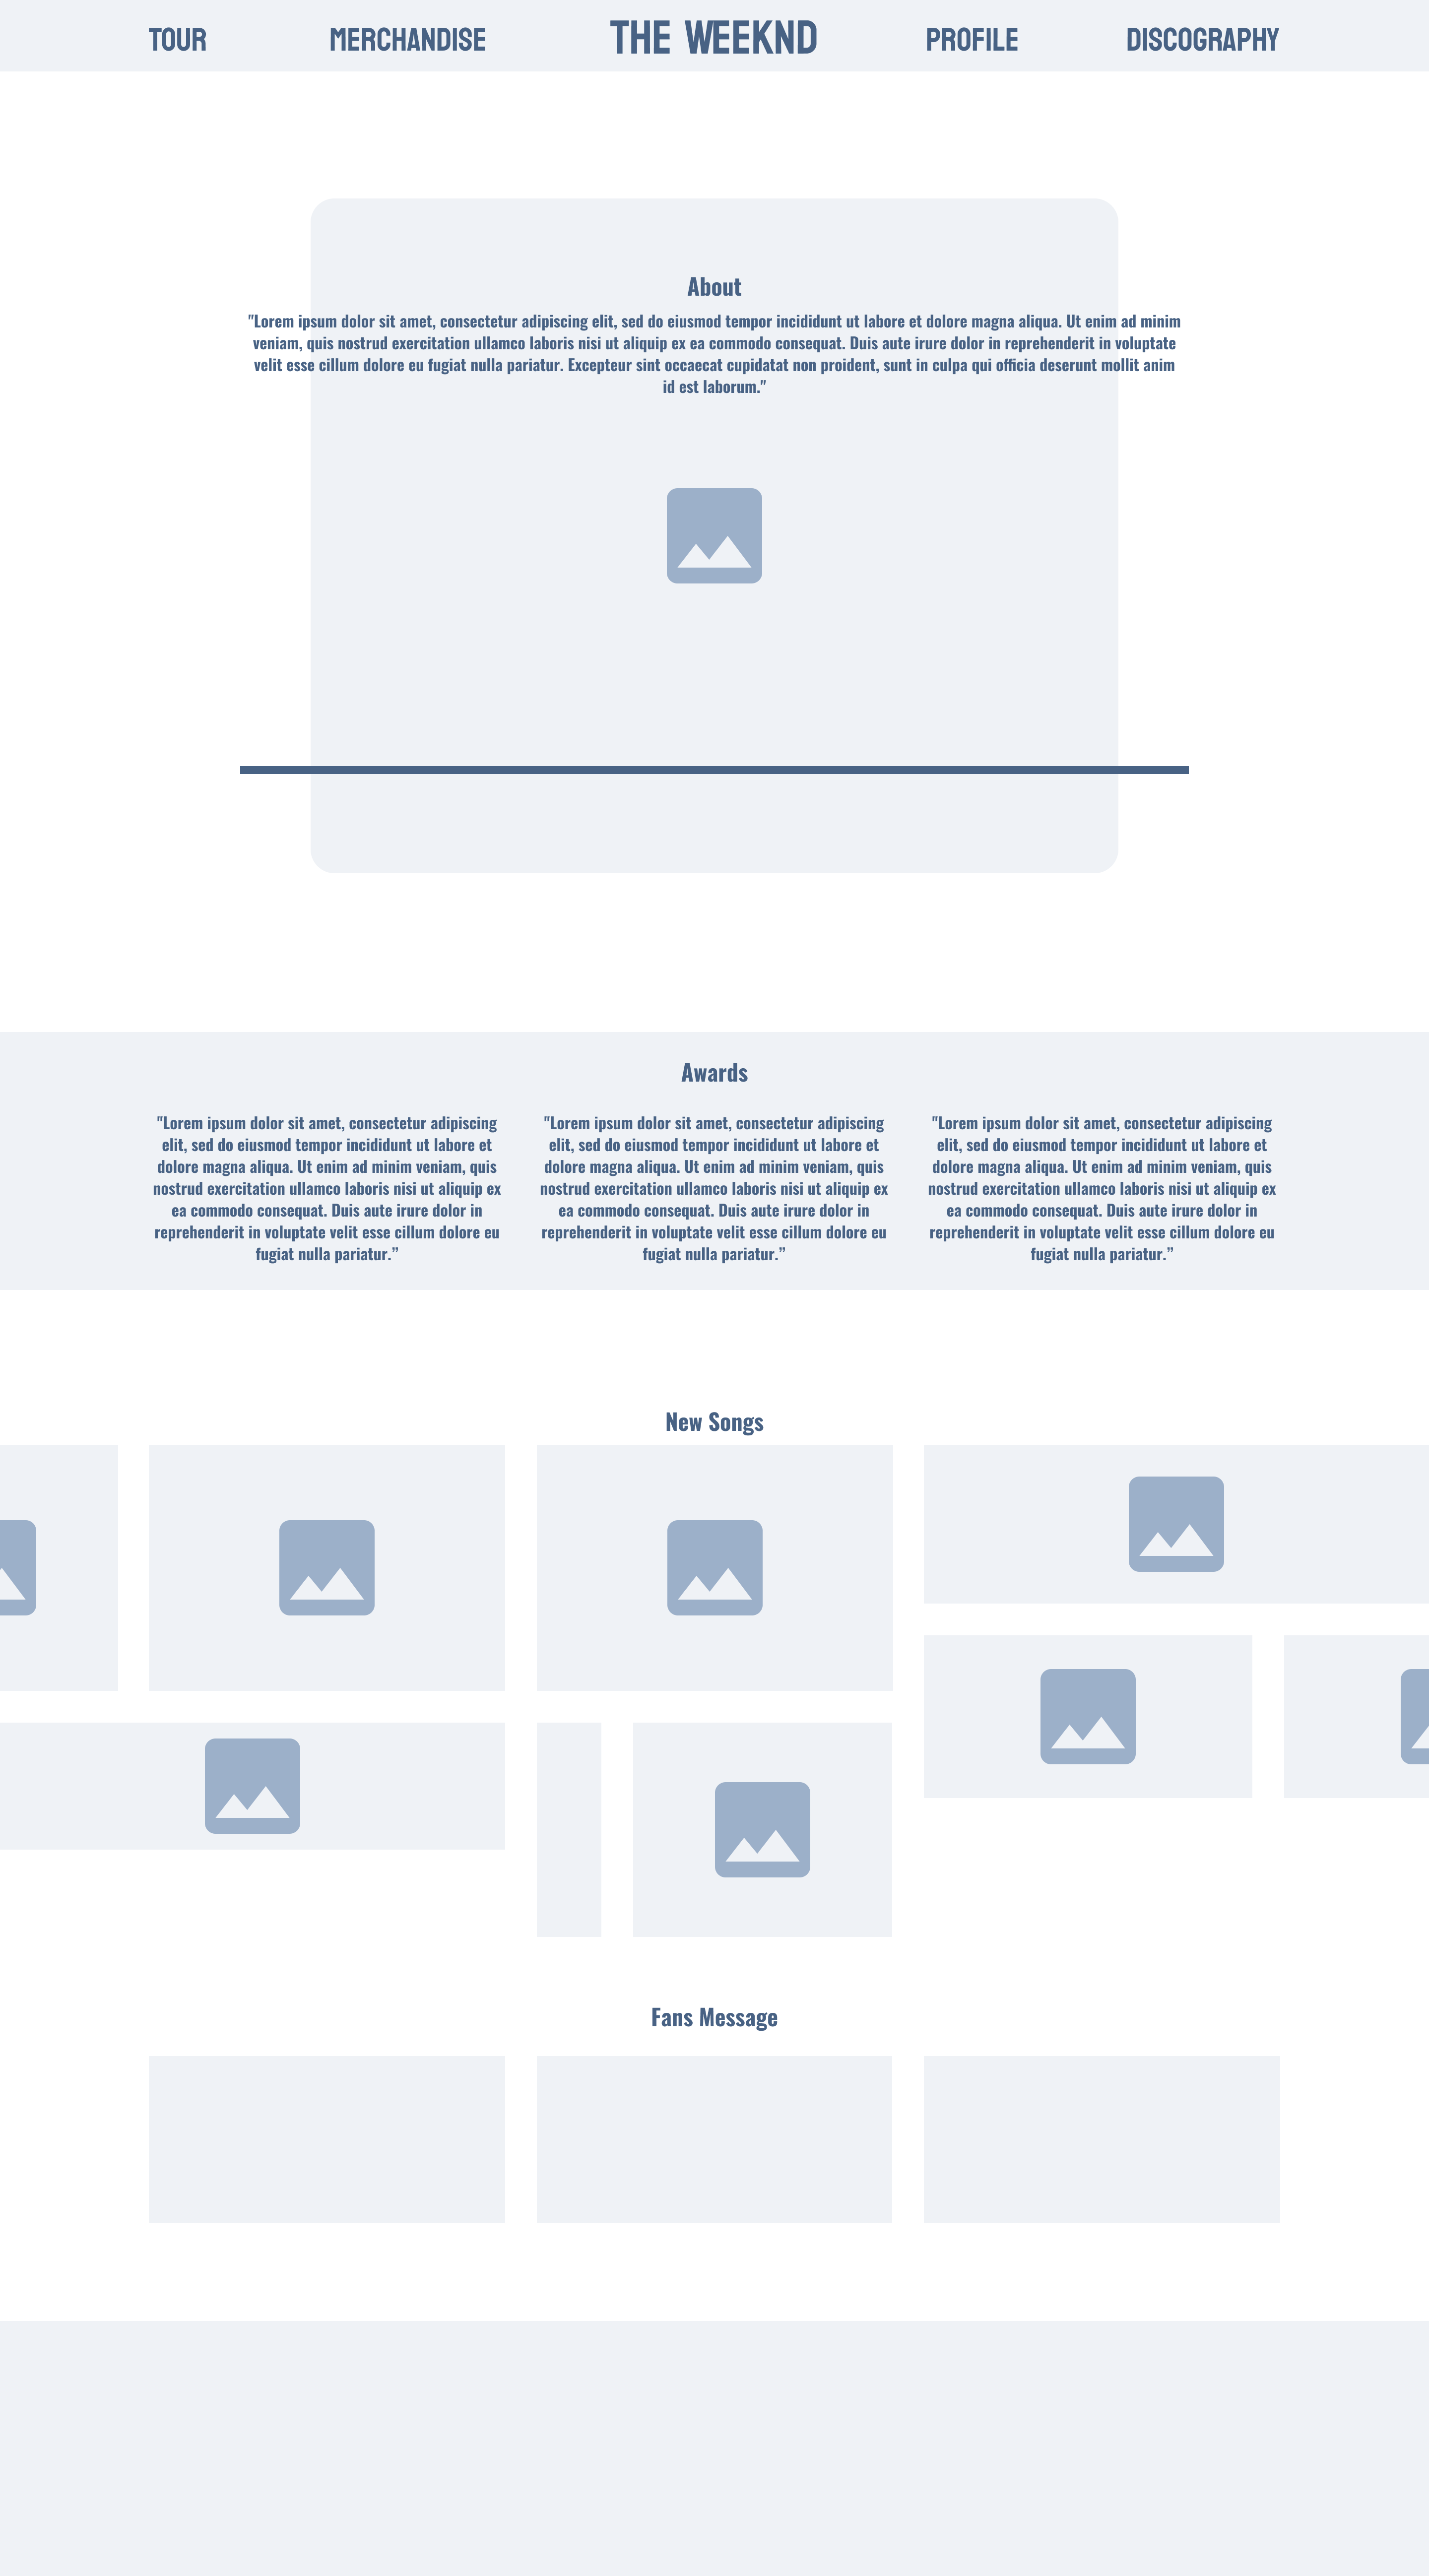 TOUR MERCHANDISE THE WEEKND PROFILE DISCOGRAPHY
About
"Lorem ipsum dolor sit amet, consectetur adipiscing elit, sed do eiusmod tempor incididunt ut labore et dolore magna aliqua. Ut enim ad minim
veniam, quis nostrud exercitation ullamco laboris nisi ut aliquip ex ea commodo consequat. Duis aute irure dolor in reprehenderit in voluptate
velit esse cillum dolore eu fugiat nulla pariatur. Excepteur sint occaecat cupidatat non proident, sunt in culpa qui officia deserunt mollit anim
id est laborum."
Awards
"Lorem ipsum dolor sit amet, consectetur adipiscing
elit, sed do eiusmod tempor incididunt ut labore et
dolore magna aliqua. Ut enim ad minim veniam, quis
nostrud exercitation ullamco laboris nisi ut aliquip ex
ea commodo consequat. Duis aute irure dolor in
reprehenderit in voluptate velit esse cillum dolore eu
fugiat nulla pariatur.”
"Lorem ipsum dolor sit amet, consectetur adipiscing
elit, sed do eiusmod tempor incididunt ut labore et
dolore magna aliqua. Ut enim ad minim veniam, quis
nostrud exercitation ullamco laboris nisi ut aliquip ex
ea commodo consequat. Duis aute irure dolor in
reprehenderit in voluptate velit esse cillum dolore eu
fugiat nulla pariatur.”
"Lorem ipsum dolor sit amet, consectetur adipiscing
elit, sed do eiusmod tempor incididunt ut labore et
dolore magna aliqua. Ut enim ad minim veniam, quis
nostrud exercitation ullamco laboris nisi ut aliquip ex
ea commodo consequat. Duis aute irure dolor in
reprehenderit in voluptate velit esse cillum dolore eu
fugiat nulla pariatur.”
New Songs
Fans Message